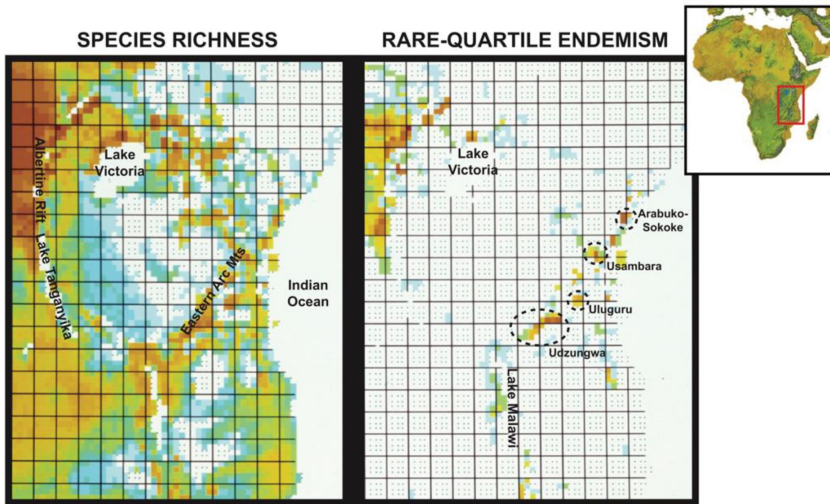 SPECIES RICHNESS
RARE-QUARTILE ENDEMISM
Albertine Rift
Lake
Victoria
Lake Tanganyika
Eastern Arc Mts
Indian
Ocean
Lake
Victoria
Arabuko-
Sokoke
Usambara
Uluguru
Udzungwa
Lake Malawi